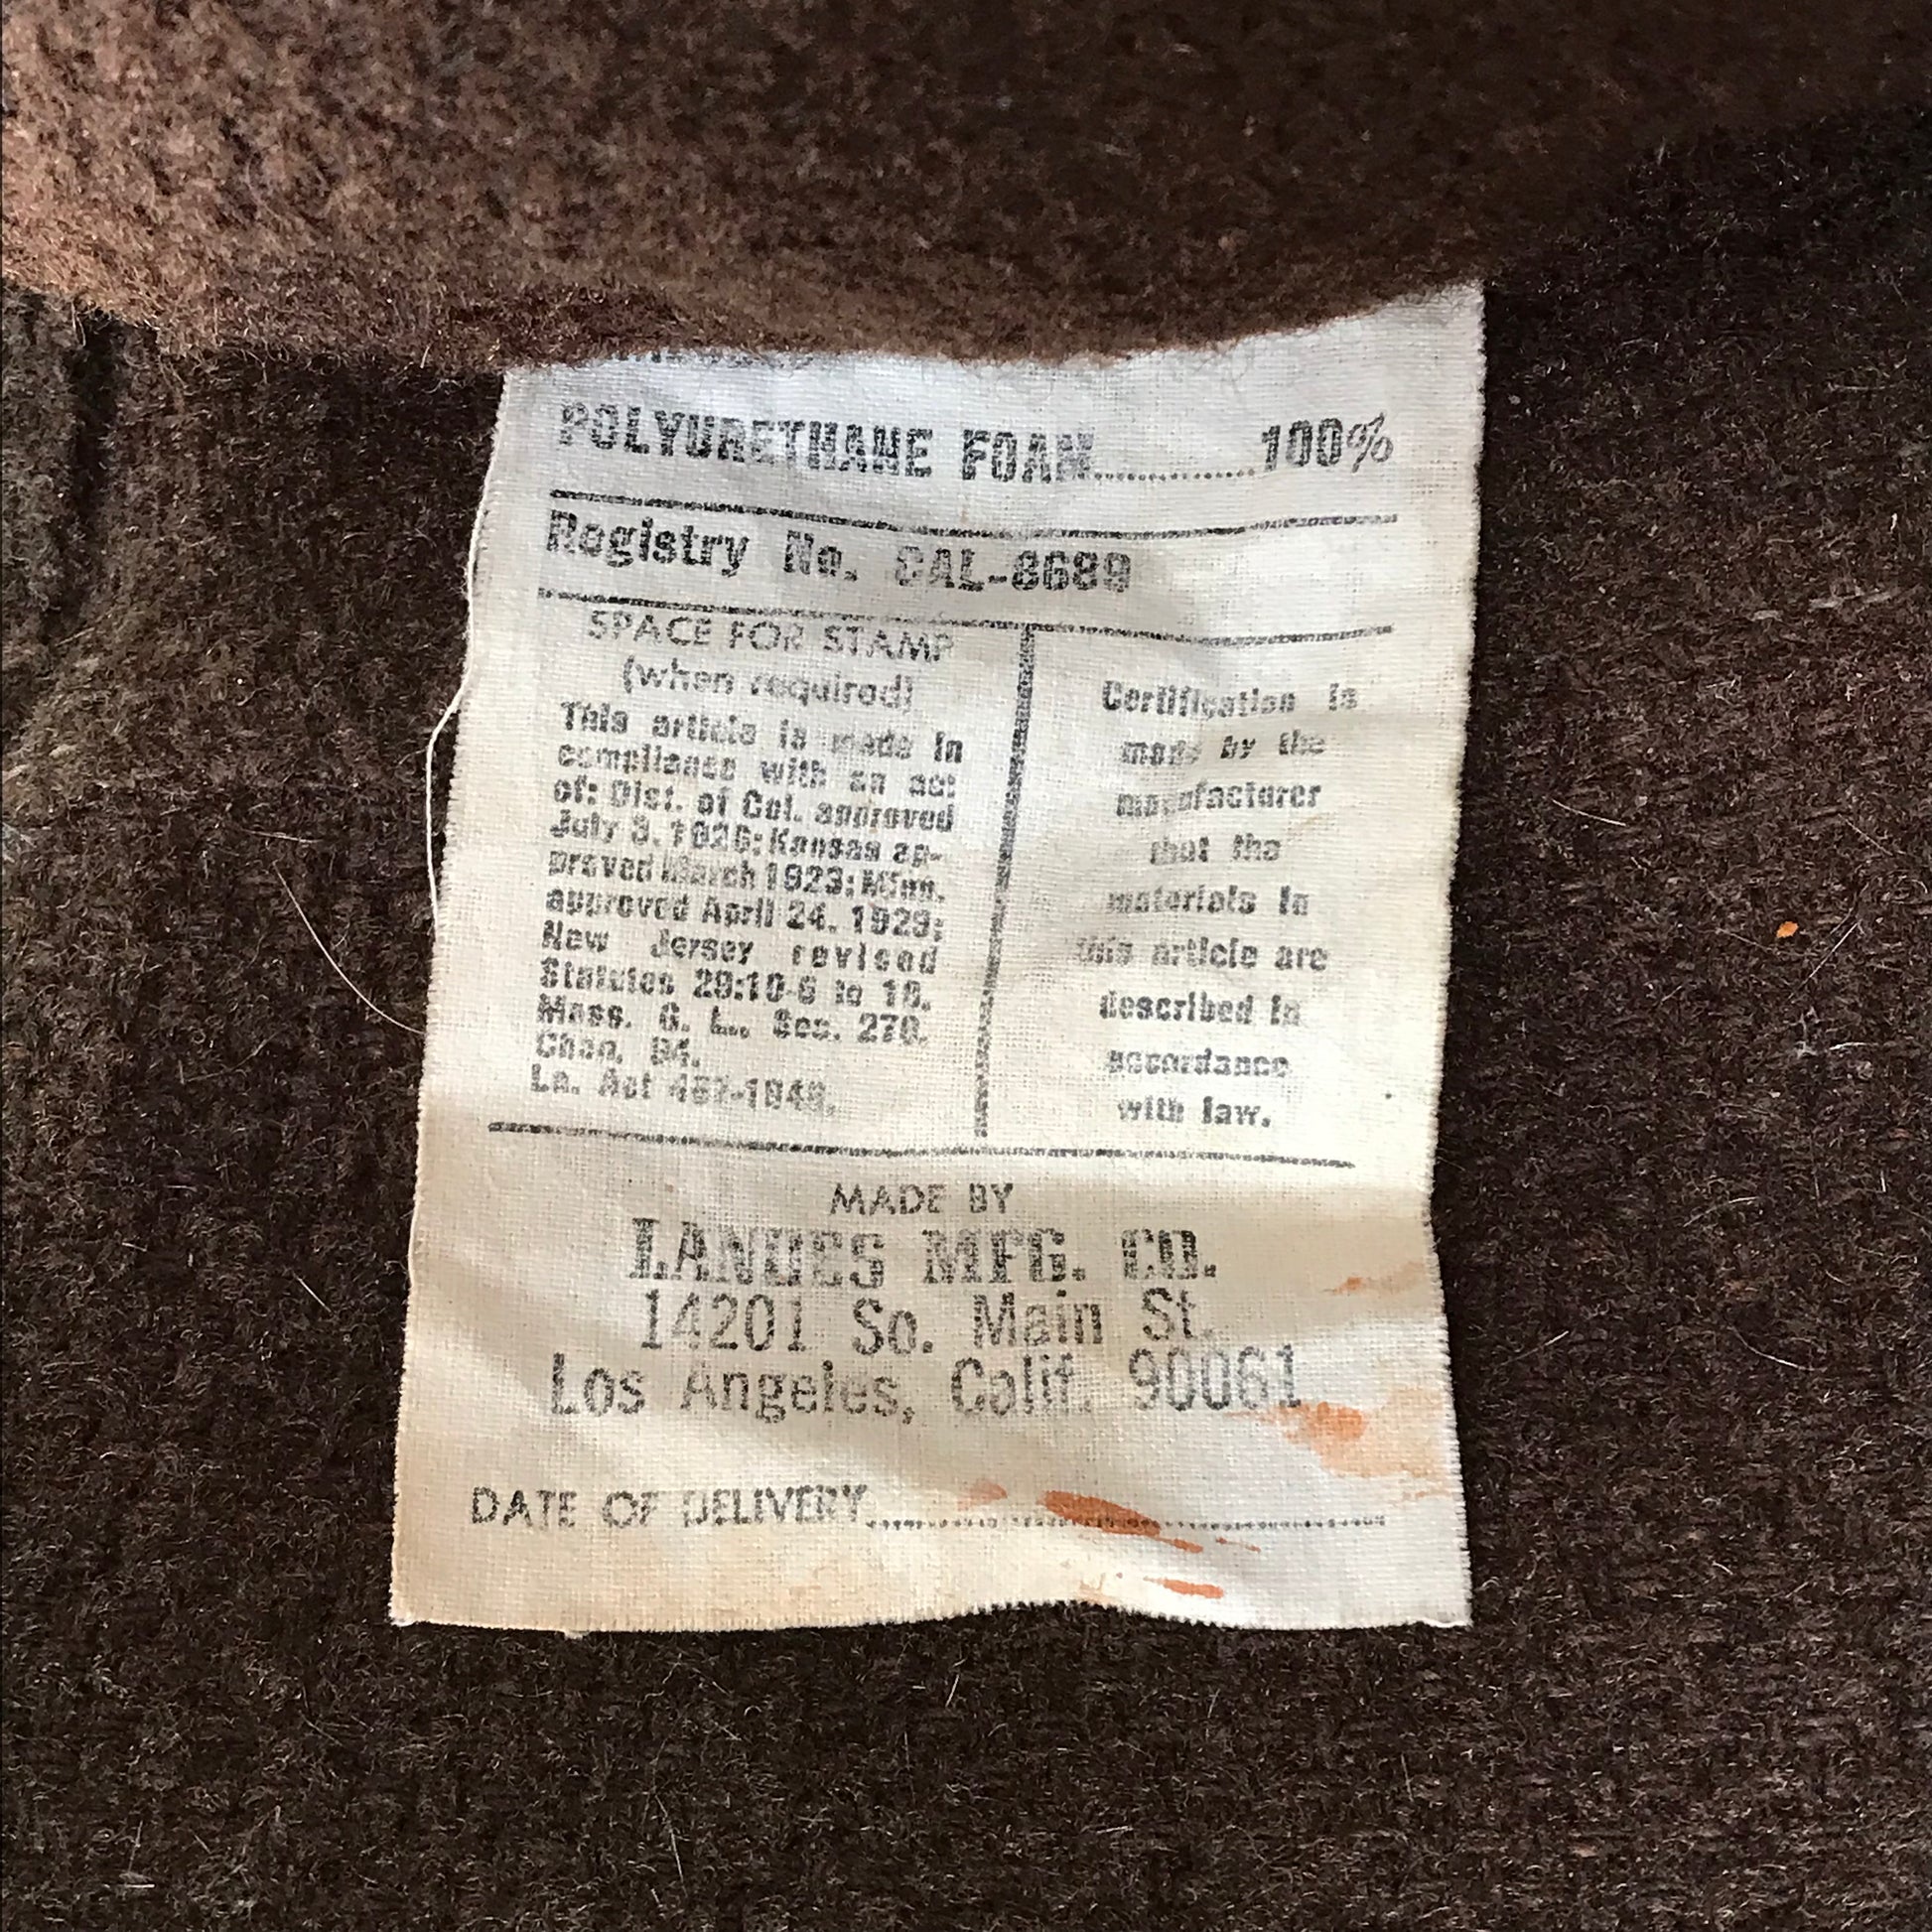 POLYURETHANE FOAM..........100%
Registry No. CAL-8689
SPACE FOR STAMP
(when required)
This article is made in
compliance with an act
of: Dist. of Col. approved
July 3. 1926; Kansas ap-
proved March 1923; Minn.
approved April 24. 1929;
New Jersey revised
Statutes 29:10-6 to 18.
Mass. G. L. Sec. 270.
Chap. 94.
La. Act 467-1948.
Certification is
made by the
manufacturer
that the
materials in
this article are
described in
accordance
with law.
MADE BY
LANDES MFG. CO.
14201 So. Main St.
Los Angeles, Calif. 90061
DATE OF DELIVERY..............................